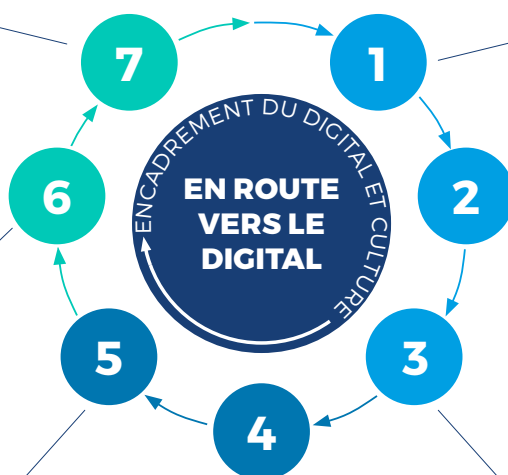 7
1
ENCADREMENT DU DIGITAL ET CULTURE
6
EN ROUTE
VERS LE
DIGITAL
2
5
3
4